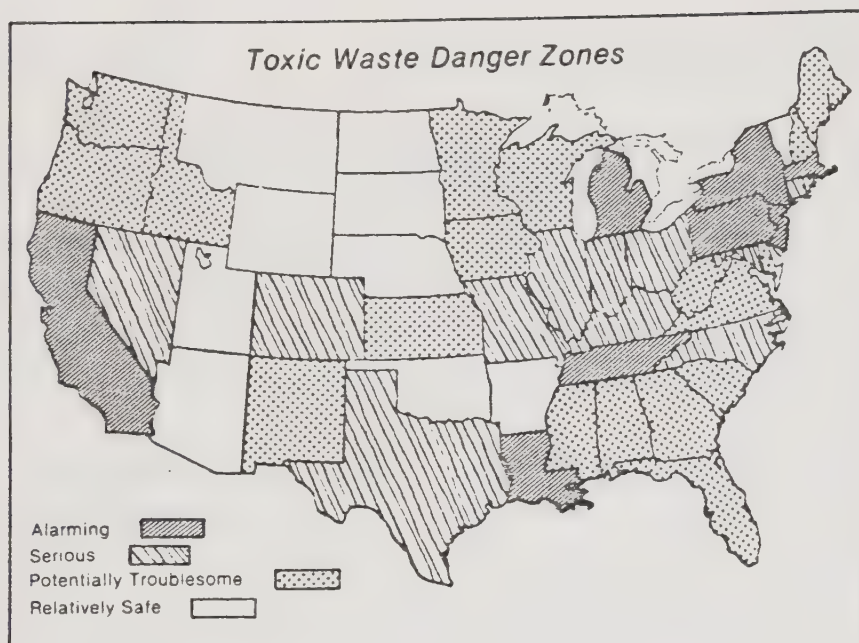 Toxic Waste Danger Zones
Alarming
Serious
Potentially Troublesome
Relatively Safe